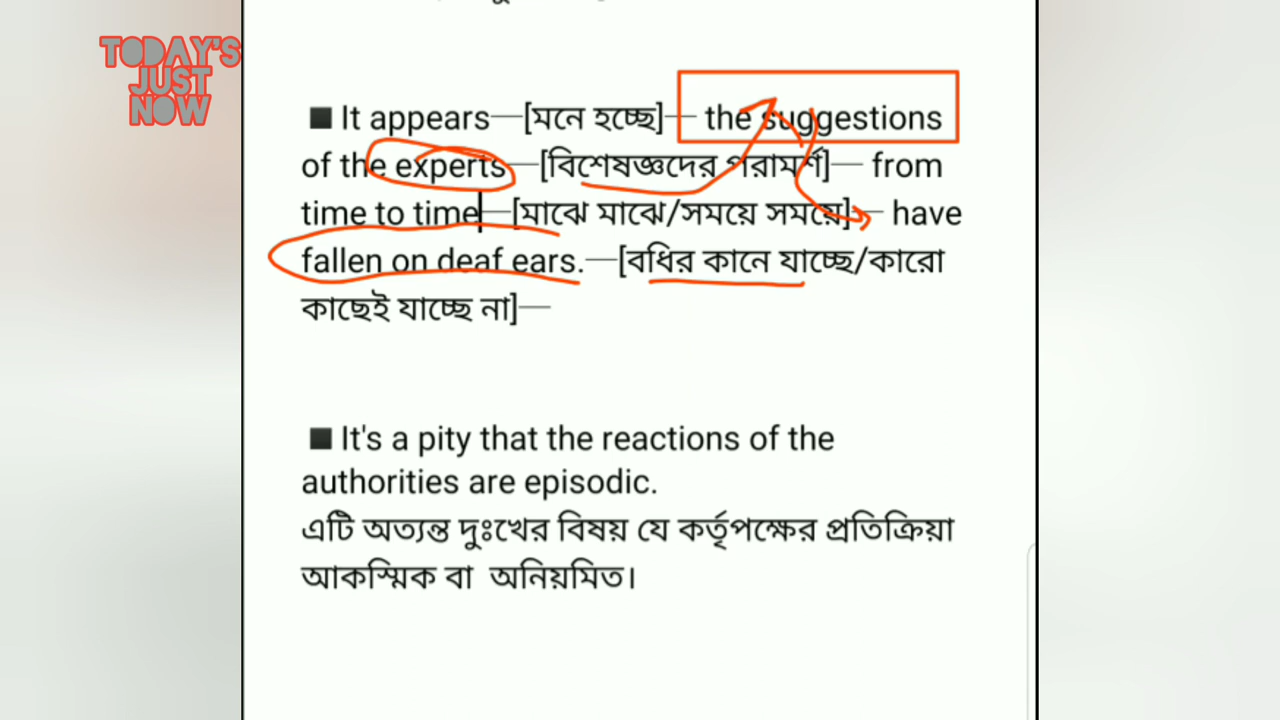 TODAY'S
JUST
NOW
■ It appears—[মনে হচ্ছে]— the suggestions
of the experts—[বিশেষজ্ঞদের পরামর্শ]— from
time to time—[মাঝে মাঝে/সময়ে সময়ে]— have
fallen on deaf ears.—[বধির কানে যাচ্ছে/কারো
কাছেই যাচ্ছে না]—
■ It's a pity that the reactions of the
authorities are episodic.
এটি অত্যন্ত দুঃখের বিষয় যে কর্তৃপক্ষের প্রতিক্রিয়া
আকস্মিক বা অনিয়মিত।